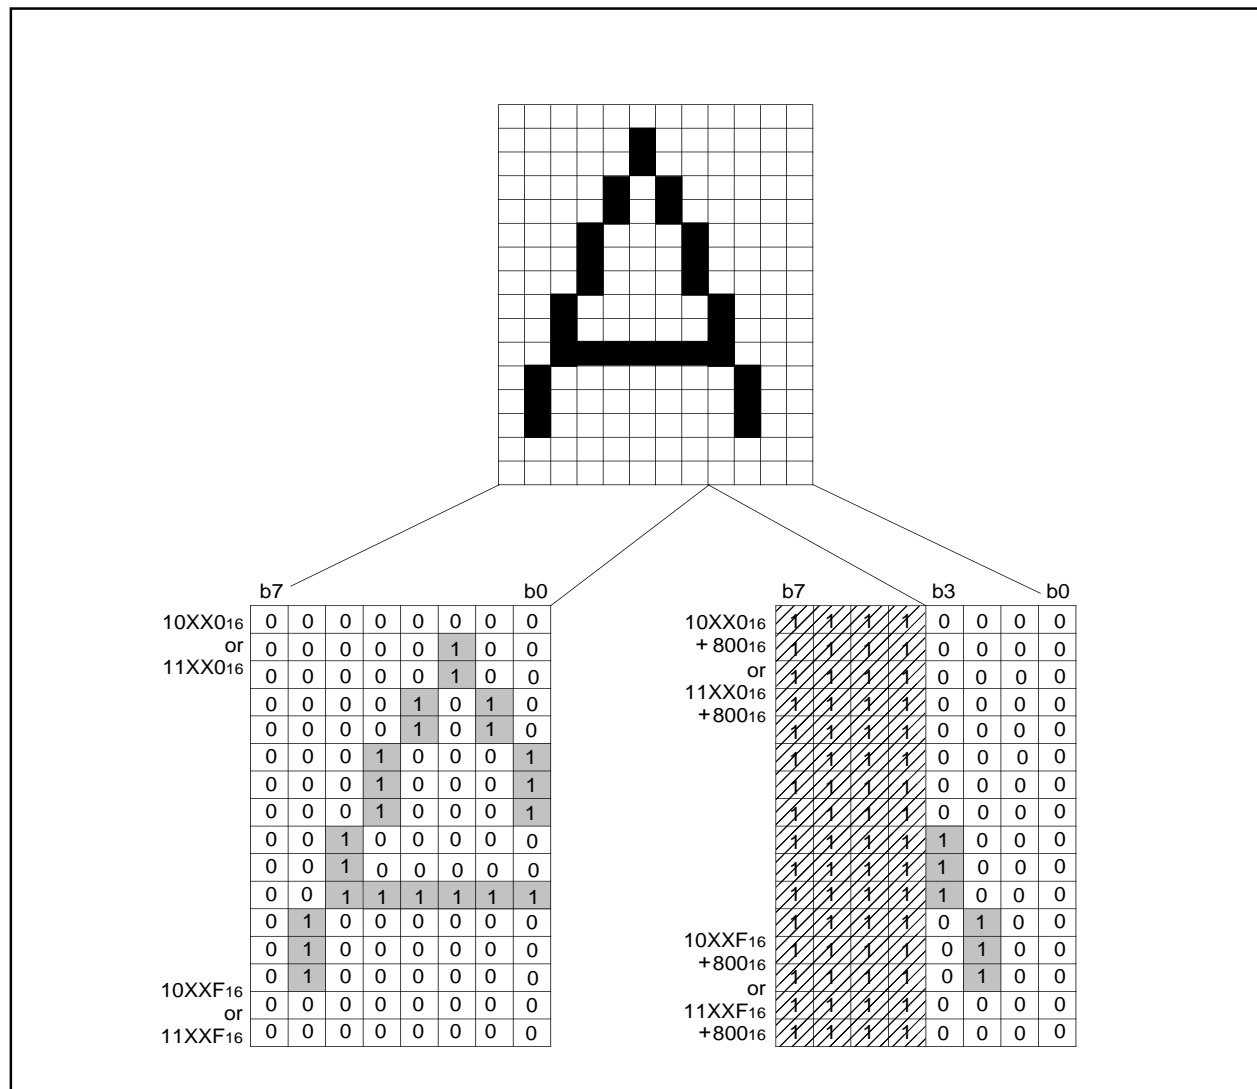 b7 b0
10XX0₁₆
or
11XX0₁₆
10XXF₁₆
or
11XXF₁₆
0 0 0 0 0 0 0 0
0 0 0 0 0 1 0 0
0 0 0 0 0 1 0 0
0 0 0 0 1 0 1 0
0 0 0 0 1 0 1 0
0 0 0 1 0 0 0 1
0 0 0 1 0 0 0 1
0 0 0 1 0 0 0 1
0 0 1 0 0 0 0 0
0 0 1 0 0 0 0 0
0 0 1 1 1 1 1 1
0 1 0 0 0 0 0 0
0 1 0 0 0 0 0 0
0 1 0 0 0 0 0 0
0 0 0 0 0 0 0 0
0 0 0 0 0 0 0 0
b7 b3 b0
10XX0₁₆
+800₁₆
or
11XX0₁₆
+800₁₆
10XXF₁₆
+800₁₆
or
11XXF₁₆
+800₁₆
1 1 1 1 0 0 0 0
1 1 1 1 0 0 0 0
1 1 1 1 0 0 0 0
1 1 1 1 0 0 0 0
1 1 1 1 0 0 0 0
1 1 1 1 0 0 0 0
1 1 1 1 0 0 0 0
1 1 1 1 0 0 0 0
1 1 1 1 1 0 0 0
1 1 1 1 1 0 0 0
1 1 1 1 1 0 0 0
1 1 1 1 0 1 0 0
1 1 1 1 0 1 0 0
1 1 1 1 0 1 0 0
1 1 1 1 0 0 0 0
1 1 1 1 0 0 0 0